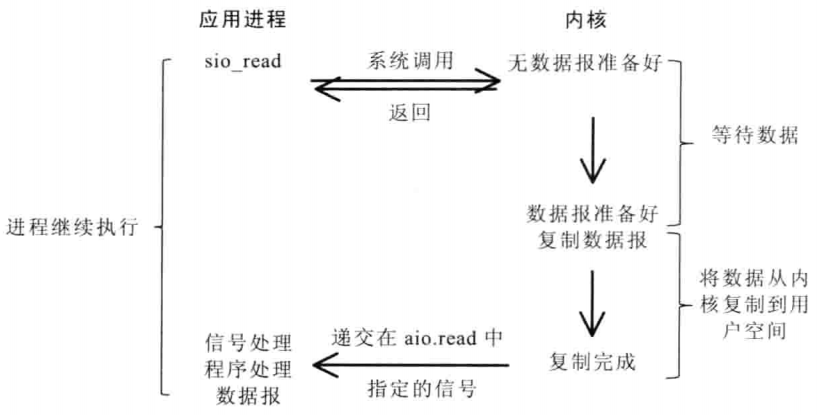 应用进程
内核
sio_read
系统调用
无数据报准备好
返回
等待数据
进程继续执行
数据报准备好
复制数据报
将数据从内
核复制到用
户空间
信号处理
程序处理
数据报
递交在 aio.read 中
指定的信号
复制完成